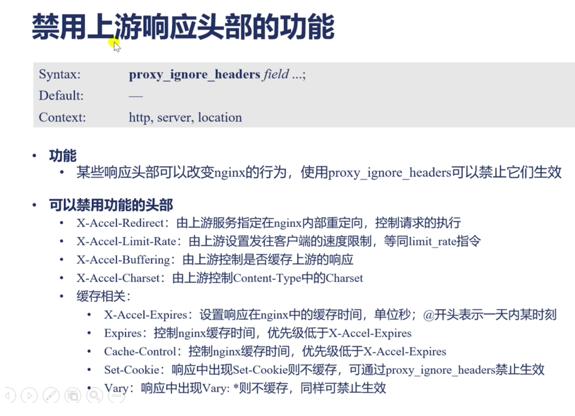 禁用上游响应头部的功能
Syntax: proxy_ignore_headers field ...;
Default: —
Context: http, server, location
• 功能
• 某些响应头部可以改变nginx的行为，使用proxy_ignore_headers可以禁止它们生效
• 可以禁用功能的头部
• X-Accel-Redirect：由上游服务指定在nginx内部重定向，控制请求的执行
• X-Accel-Limit-Rate：由上游设置发往客户端的速度限制，等同limit_rate指令
• X-Accel-Buffering：由上游控制是否缓存上游的响应
• X-Accel-Charset：由上游控制Content-Type中的Charset
• 缓存相关：
• X-Accel-Expires：设置响应在nginx中的缓存时间，单位秒；@开头表示一天内某时刻
• Expires：控制nginx缓存时间，优先级低于X-Accel-Expires
• Cache-Control：控制nginx缓存时间，优先级低于X-Accel-Expires
• Set-Cookie：响应中出现Set-Cookie则不缓存，可通过proxy_ignore_headers禁止生效
• Vary：响应中出现Vary: *则不缓存，同样可禁止生效